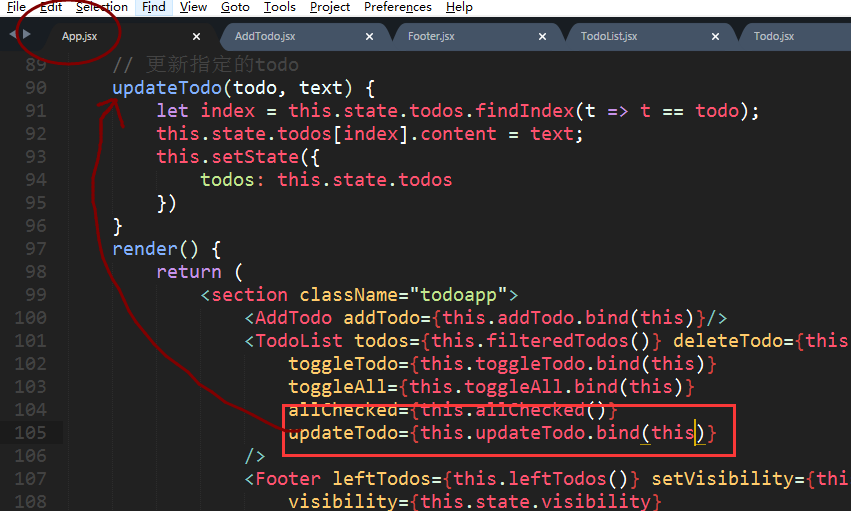 File Edit Selection Find View Goto Tools Project Preferences Help
App.jsx × AddTodo.jsx × Footer.jsx × TodoList.jsx × Todo.jsx
89 // 更新指定的todo
90 updateTodo(todo, text) {
91 let index = this.state.todos.findIndex(t => t == todo);
92 this.state.todos[index].content = text;
93 this.setState({
94 todos: this.state.todos
95 })
96 }
97 render() {
98 return (
99 <section className="todoapp">
100 <AddTodo addTodo={this.addTodo.bind(this)}/>
101 <TodoList todos={this.filteredTodos()} deleteTodo={this
102 toggleTodo={this.toggleTodo.bind(this)}
103 toggleAll={this.toggleAll.bind(this)}
104 allChecked={this.allChecked()}
105 updateTodo={this.updateTodo.bind(this)}
106 />
107 <Footer leftTodos={this.leftTodos()} setVisibility={thi
108 visibility={this.state.visibility}